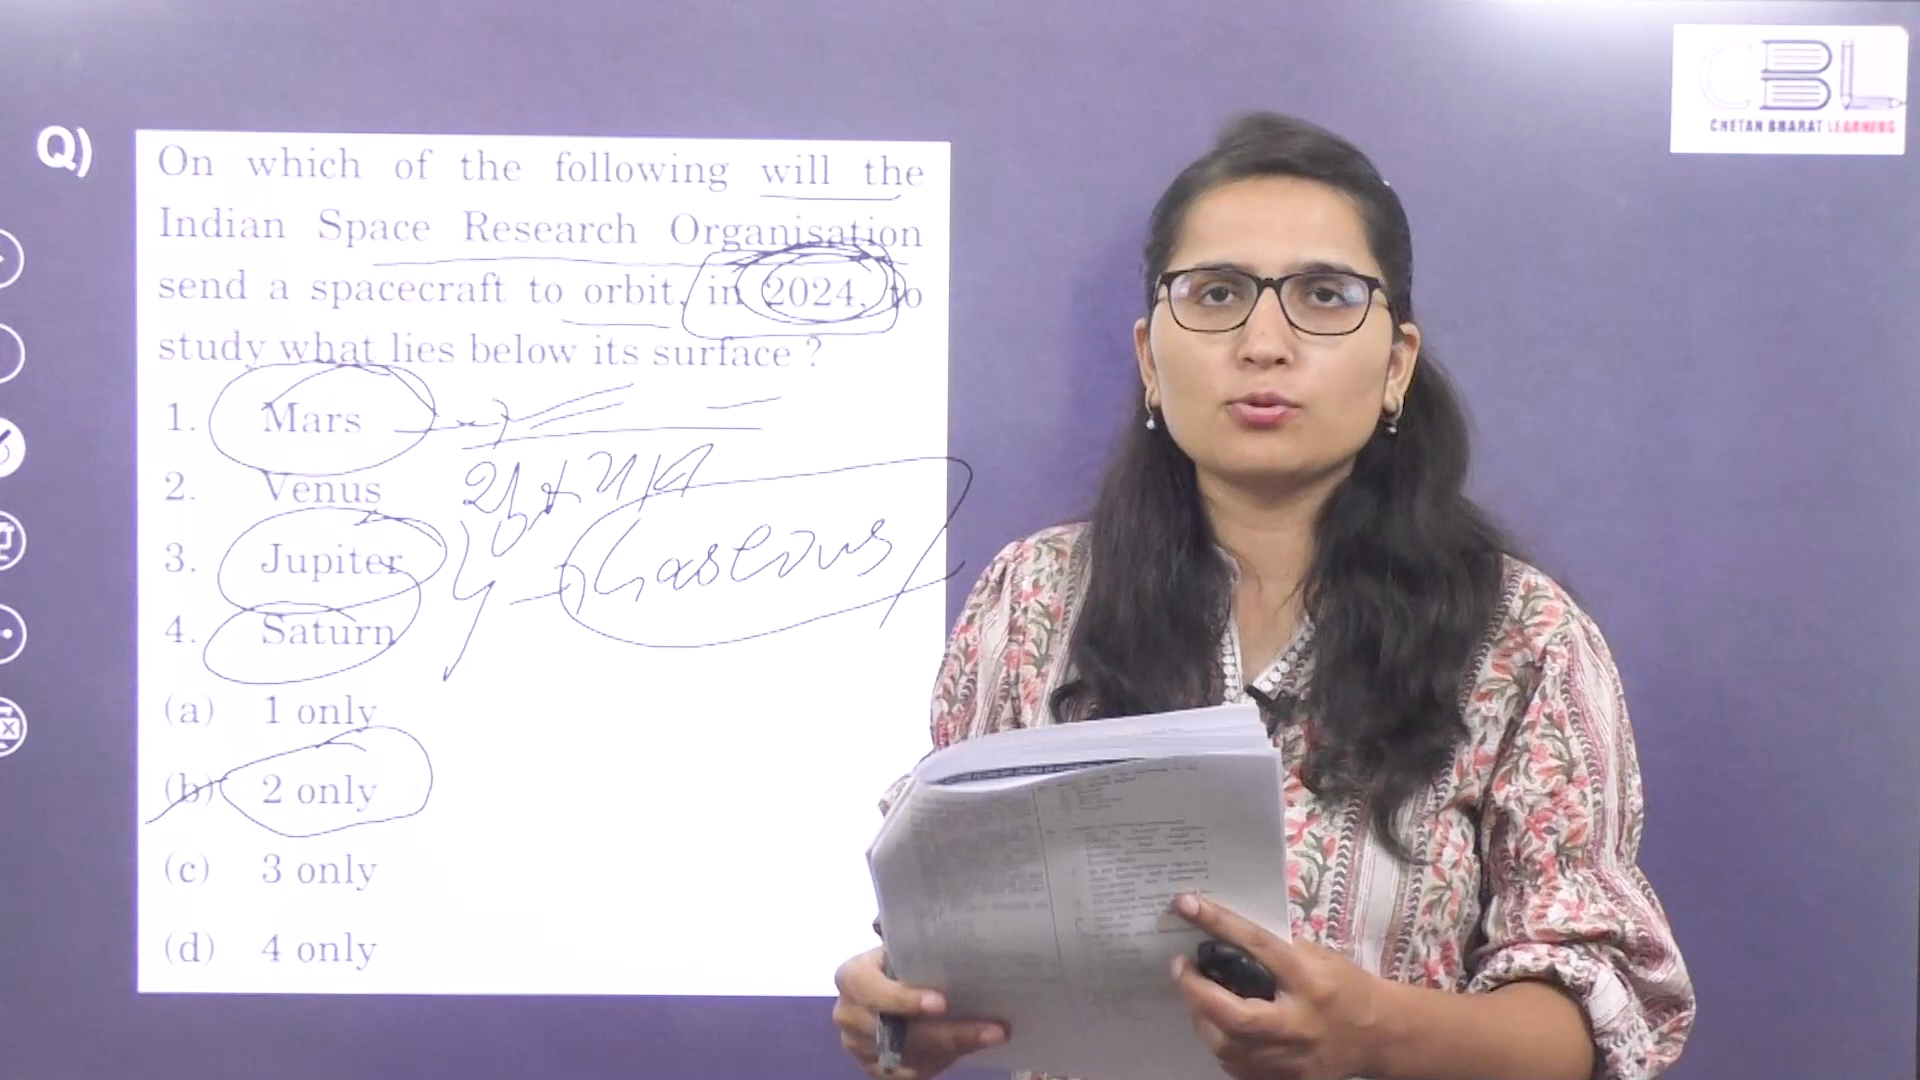 CBL
CHETAN BHARAT LEARNING
Q)
On which of the following will the
Indian Space Research Organisation
send a spacecraft to orbit, in 2024, to
study what lies below its surface ?
1. Mars
2. Venus
3. Jupiter
Gaseous
4. Saturn
(a) 1 only
(b) 2 only
(c) 3 only
(d) 4 only